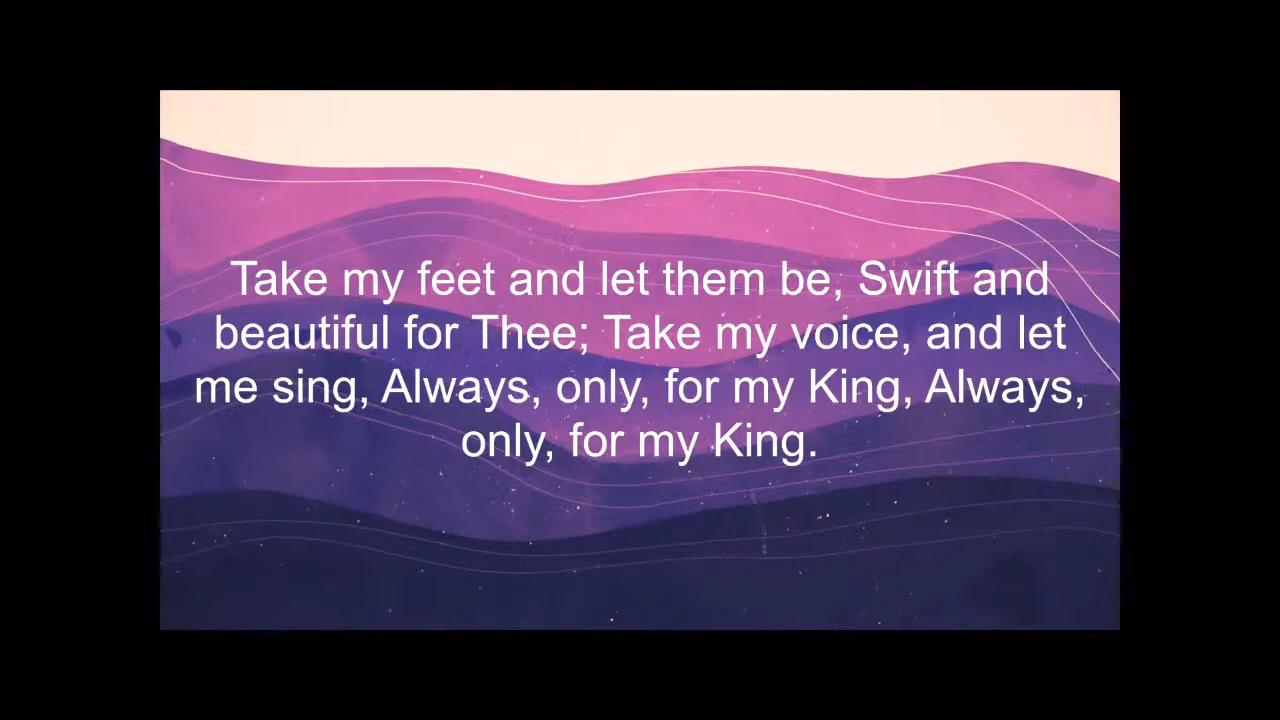 Take my feet and let them be, Swift and
beautiful for Thee; Take my voice, and let
me sing, Always, only, for my King, Always,
only, for my King.